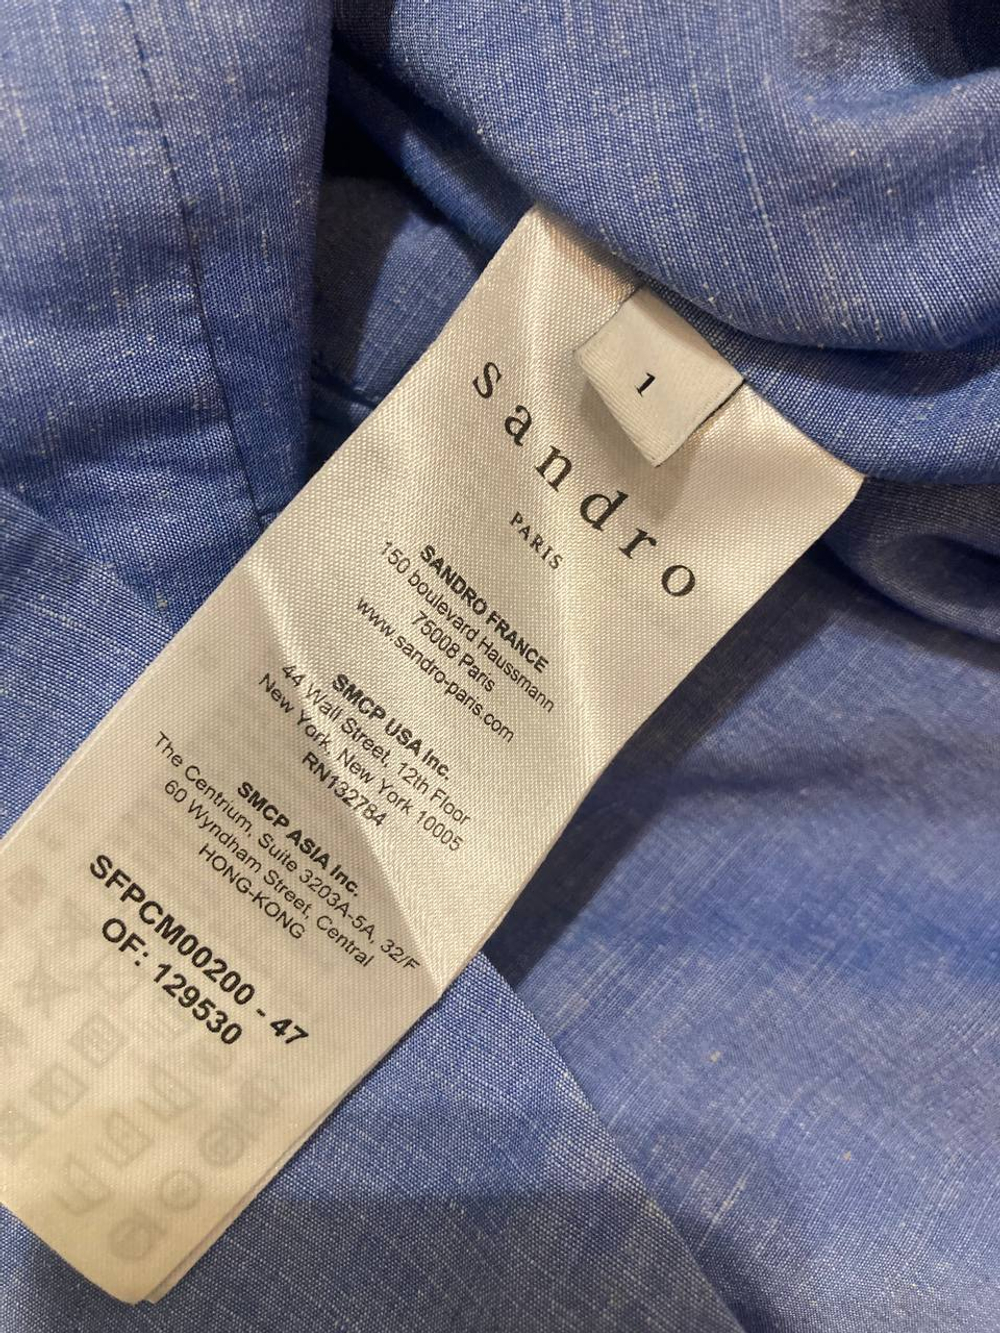 1
sandro
PARIS
SANDRO FRANCE
150 boulevard Haussmann
75008 Paris
www.sandro-paris.com
SMCP USA Inc.
44 Wall Street, 12th Floor
New York, New York 10005
RN132784
SMCP ASIA Inc.
The Centrium, Suite 3203A-5A, 32/F
60 Wyndham Street, Central
HONG-KONG
SFPCM00200 - 47
OF: 129530